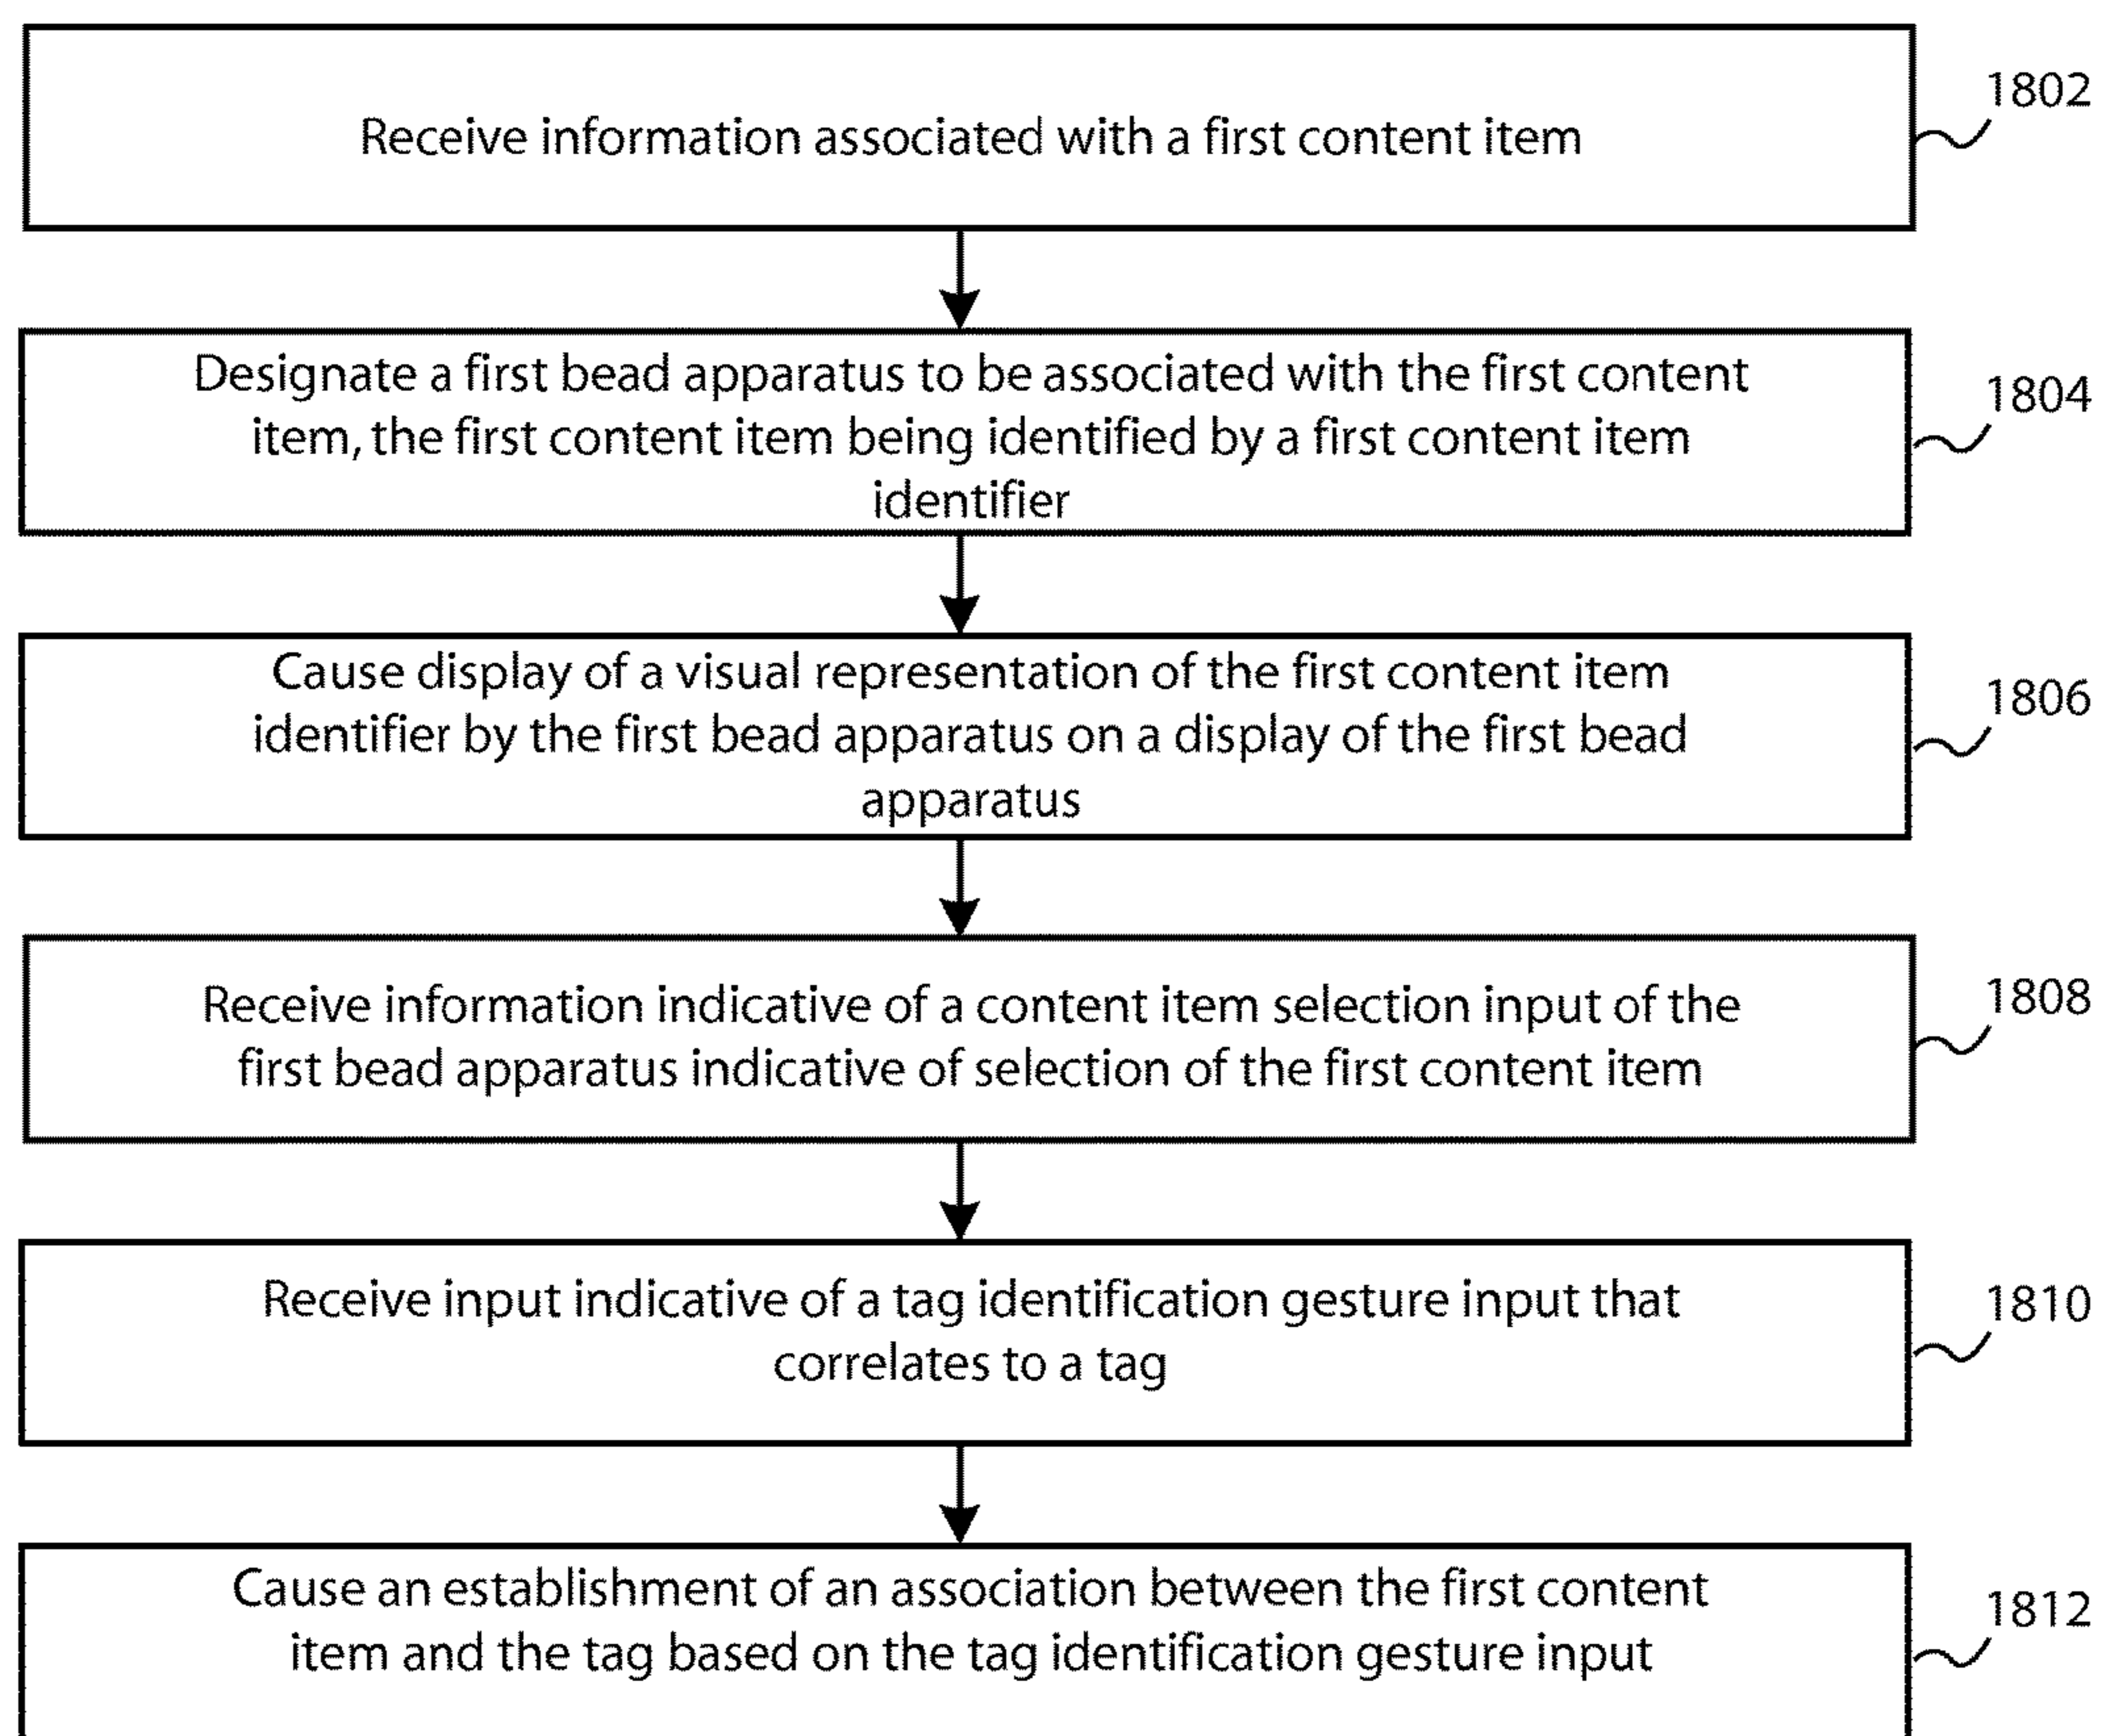 Receive information associated with a first content item
1802
Designate a first bead apparatus to be associated with the first content
item, the first content item being identified by a first content item
identifier
1804
Cause display of a visual representation of the first content item
identifier by the first bead apparatus on a display of the first bead
apparatus
1806
Receive information indicative of a content item selection input of the
first bead apparatus indicative of selection of the first content item
1808
Receive input indicative of a tag identification gesture input that
correlates to a tag
1810
Cause an establishment of an association between the first content
item and the tag based on the tag identification gesture input
1812